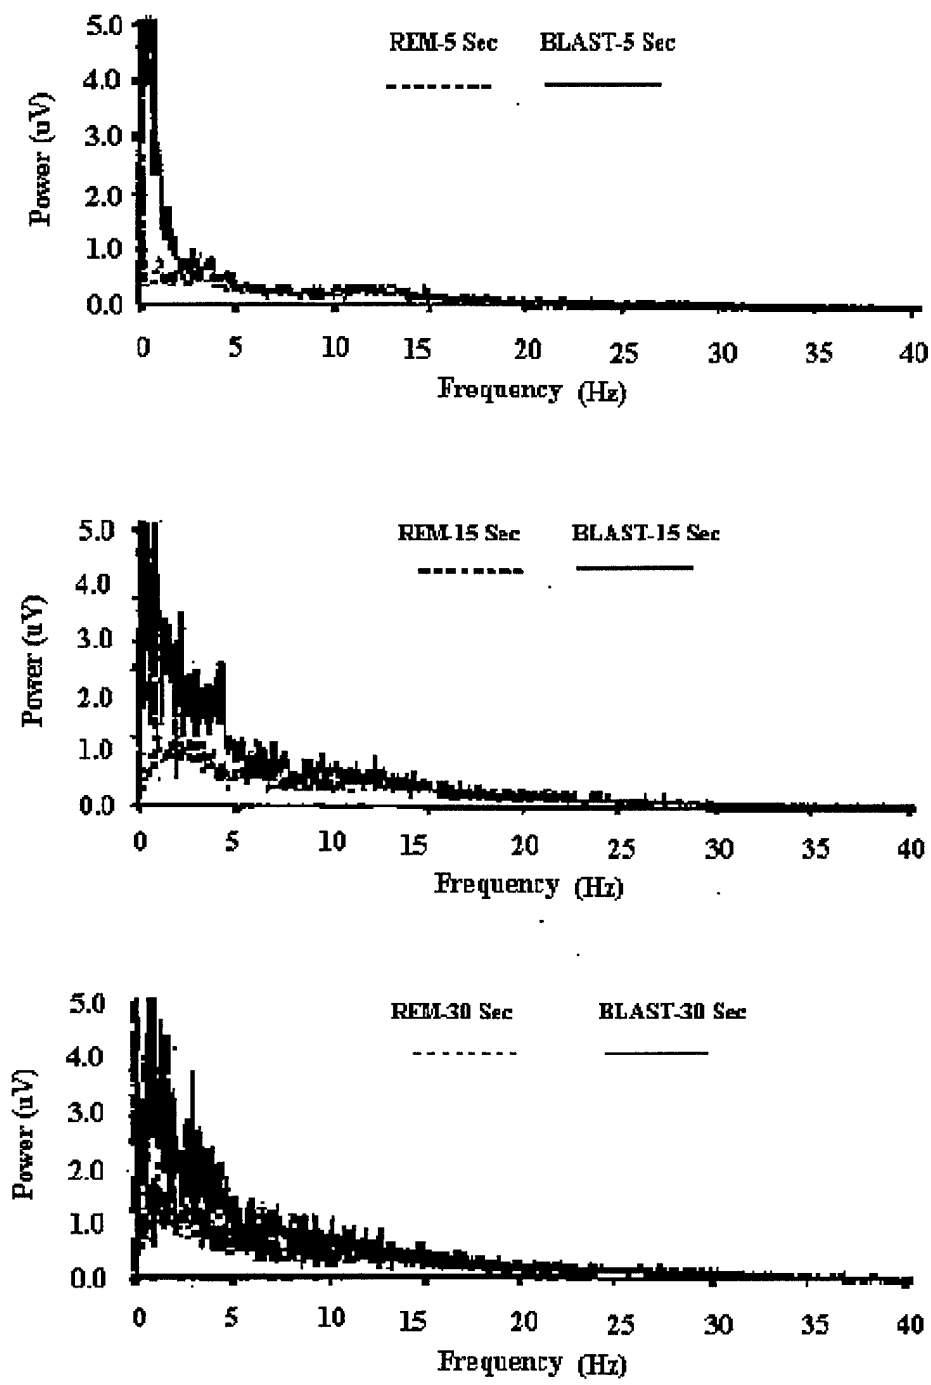 5.0
REM-5 Sec BLAST-5 Sec
4.0
3.0
2.0
1.0
0.0
Power (uV)
0 5 10 15 20 25 30 35 40
Frequency (Hz)
5.0
REM-15 Sec BLAST-15 Sec
4.0
3.0
2.0
1.0
0.0
Power (uV)
0 5 10 15 20 25 30 35 40
Frequency (Hz)
5.0
REM-30 Sec BLAST-30 Sec
4.0
3.0
2.0
1.0
0.0
Power (uV)
0 5 10 15 20 25 30 35 40
Frequency (Hz)